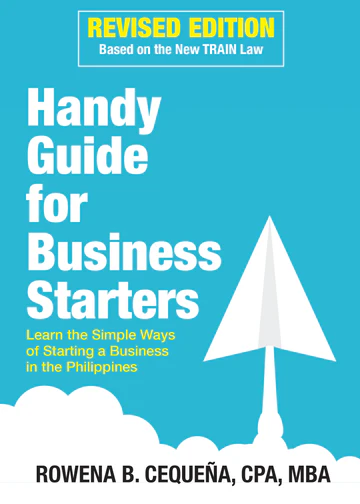 REVISED EDITION
Based on the New TRAIN Law
Handy
Guide
for
Business
Starters
Learn the Simple Ways
of Starting a Business
in the Philippines
ROWENA B. CEQUEÑA, CPA, MBA